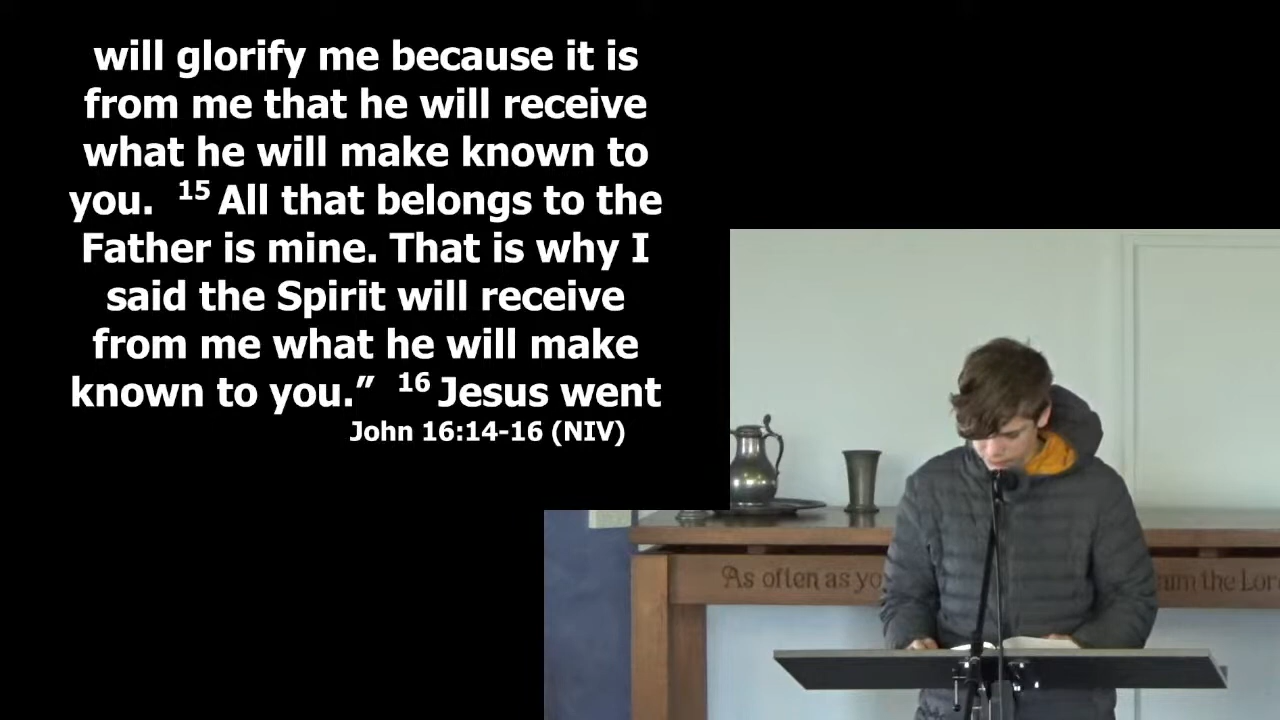 will glorify me because it is
from me that he will receive
what he will make known to
you. 15 All that belongs to the
Father is mine. That is why I
said the Spirit will receive
from me what he will make
known to you.” 16 Jesus went
John 16:14-16 (NIV)
As often as yo
the Lor